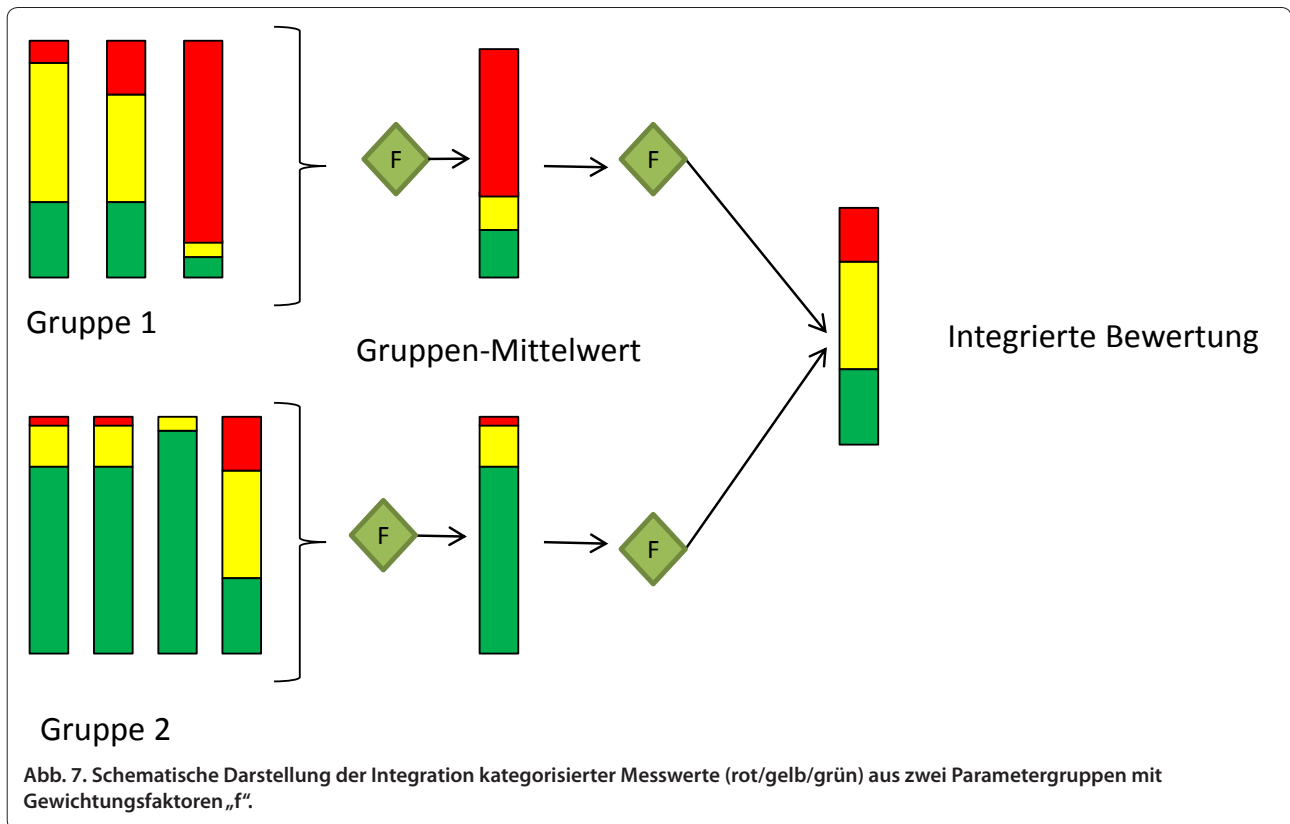 F
F
Gruppe 1
Gruppen-Mittelwert
Integrierte Bewertung
F
F
Gruppe 2
Abb. 7. Schematische Darstellung der Integration kategorisierter Messwerte (rot/gelb/grün) aus zwei Parametergruppen mit
Gewichtungsfaktoren „f“.